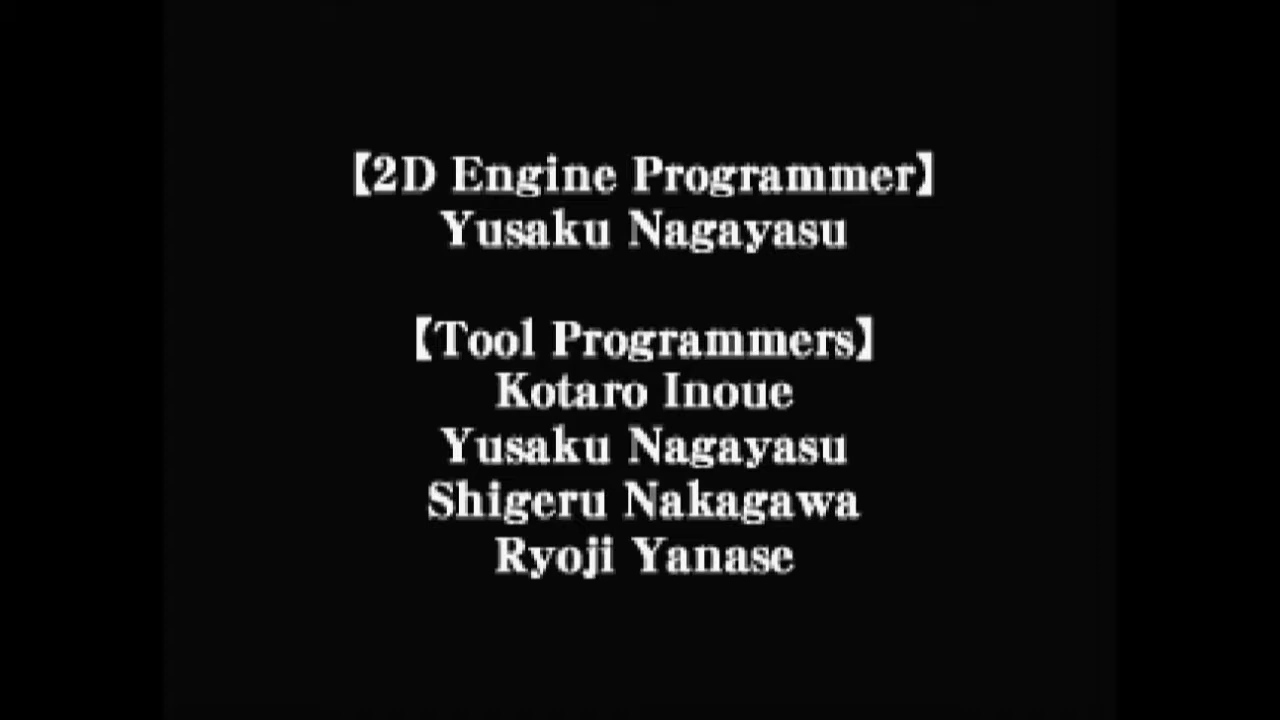 【2D Engine Programmer】
Yusaku Nagayasu
【Tool Programmers】
Kotaro Inoue
Yusaku Nagayasu
Shigeru Nakagawa
Ryoji Yanase